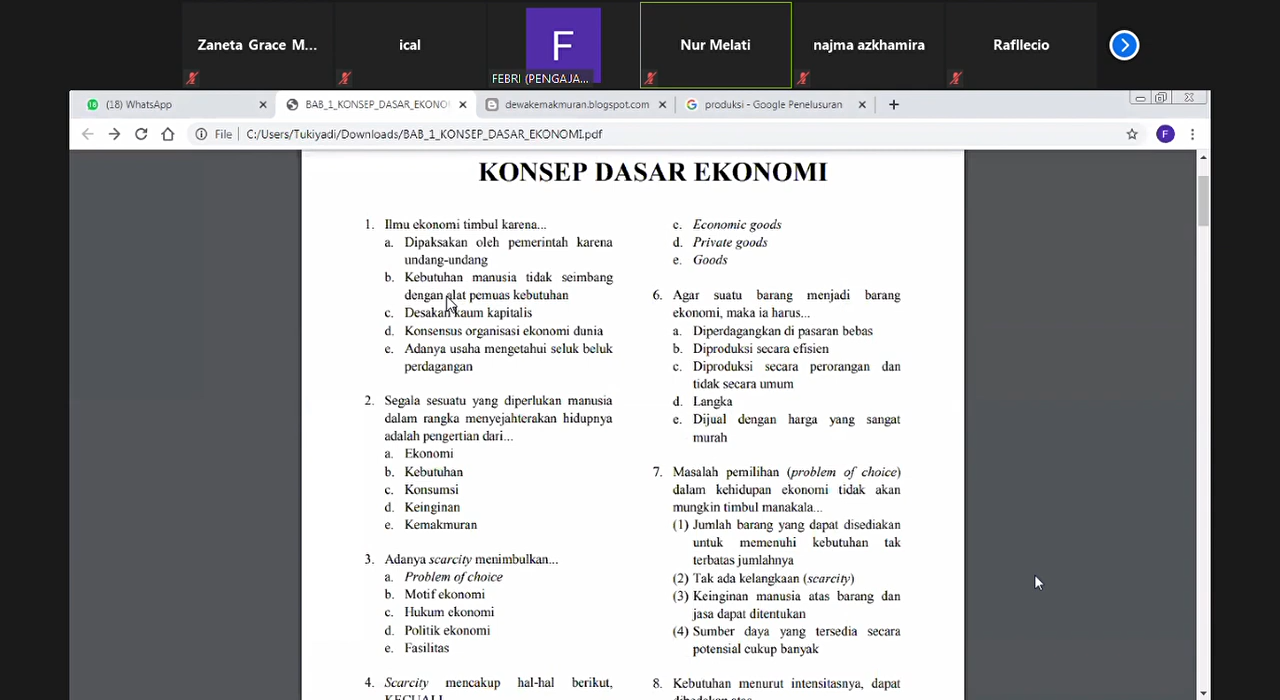 Zaneta Grace M...
ical
F
FEBRI (PENGAJA...
Nur Melati
najma azkhamira
Rafllecio
(18) WhatsApp
BAB_1_KONSEP_DASAR_EKONO
dewakemakmuran.blogspot.com
produksi - Google Penelusuran
File
C:/Users/Tukiyadi/Downloads/BAB_1_KONSEP_DASAR_EKONOMI.pdf
F
KONSEP DASAR EKONOMI
1. Ilmu ekonomi timbul karena...
a. Dipaksakan oleh pemerintah karena
undang-undang
b. Kebutuhan manusia tidak seimbang
dengan alat pemuas kebutuhan
c. Desakan kaum kapitalis
d. Konsensus organisasi ekonomi dunia
e. Adanya usaha mengetahui seluk beluk
perdagangan
2. Segala sesuatu yang diperlukan manusia
dalam rangka menyejahterakan hidupnya
adalah pengertian dari...
a. Ekonomi
b. Kebutuhan
c. Konsumsi
d. Keinginan
e. Kemakmuran
3. Adanya scarcity menimbulkan...
a. Problem of choice
b. Motif ekonomi
c. Hukum ekonomi
d. Politik ekonomi
e. Fasilitas
4. Scarcity mencakup hal-hal berikut,
KECUALI
c. Economic goods
d. Private goods
e. Goods
6. Agar suatu barang menjadi barang
ekonomi, maka ia harus...
a. Diperdagangkan di pasaran bebas
b. Diproduksi secara efisien
c. Diproduksi secara perorangan dan
tidak secara umum
d. Langka
e. Dijual dengan harga yang sangat
murah
7. Masalah pemilihan (problem of choice)
dalam kehidupan ekonomi tidak akan
mungkin timbul manakala...
(1) Jumlah barang yang dapat disediakan
untuk memenuhi kebutuhan tak
terbatas jumlahnya
(2) Tak ada kelangkaan (scarcity)
(3) Keinginan manusia atas barang dan
jasa dapat ditentukan
(4) Sumber daya yang tersedia secara
potensial cukup banyak
8. Kebutuhan menurut intensitasnya, dapat